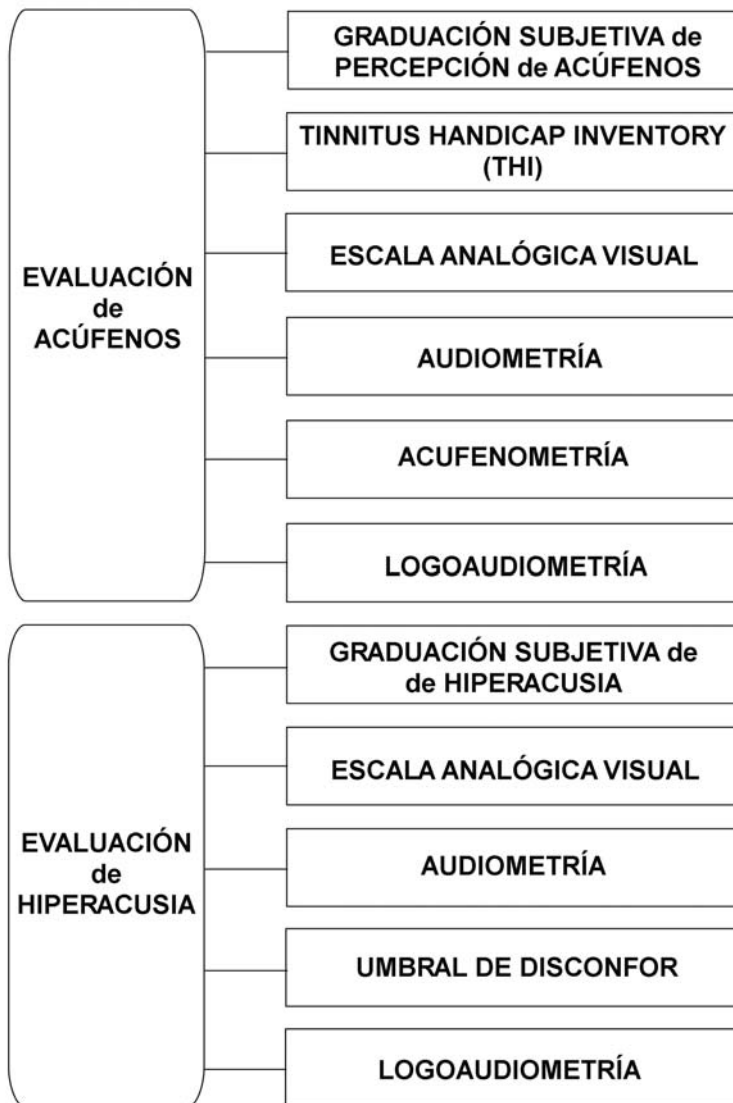 EVALUACIÓN
de
ACÚFENOS
GRADUACIÓN SUBJETIVA de
PERCEPCIÓN de ACÚFENOS
TINNITUS HANDICAP INVENTORY
(THI)
ESCALA ANALÓGICA VISUAL
AUDIOMETRÍA
ACUFENOMETRÍA
LOGOAUDIOMETRÍA
EVALUACIÓN
de
HIPERACUSIA
GRADUACIÓN SUBJETIVA de
de HIPERACUSIA
ESCALA ANALÓGICA VISUAL
AUDIOMETRÍA
UMBRAL DE DISCONFOR
LOGOAUDIOMETRÍA